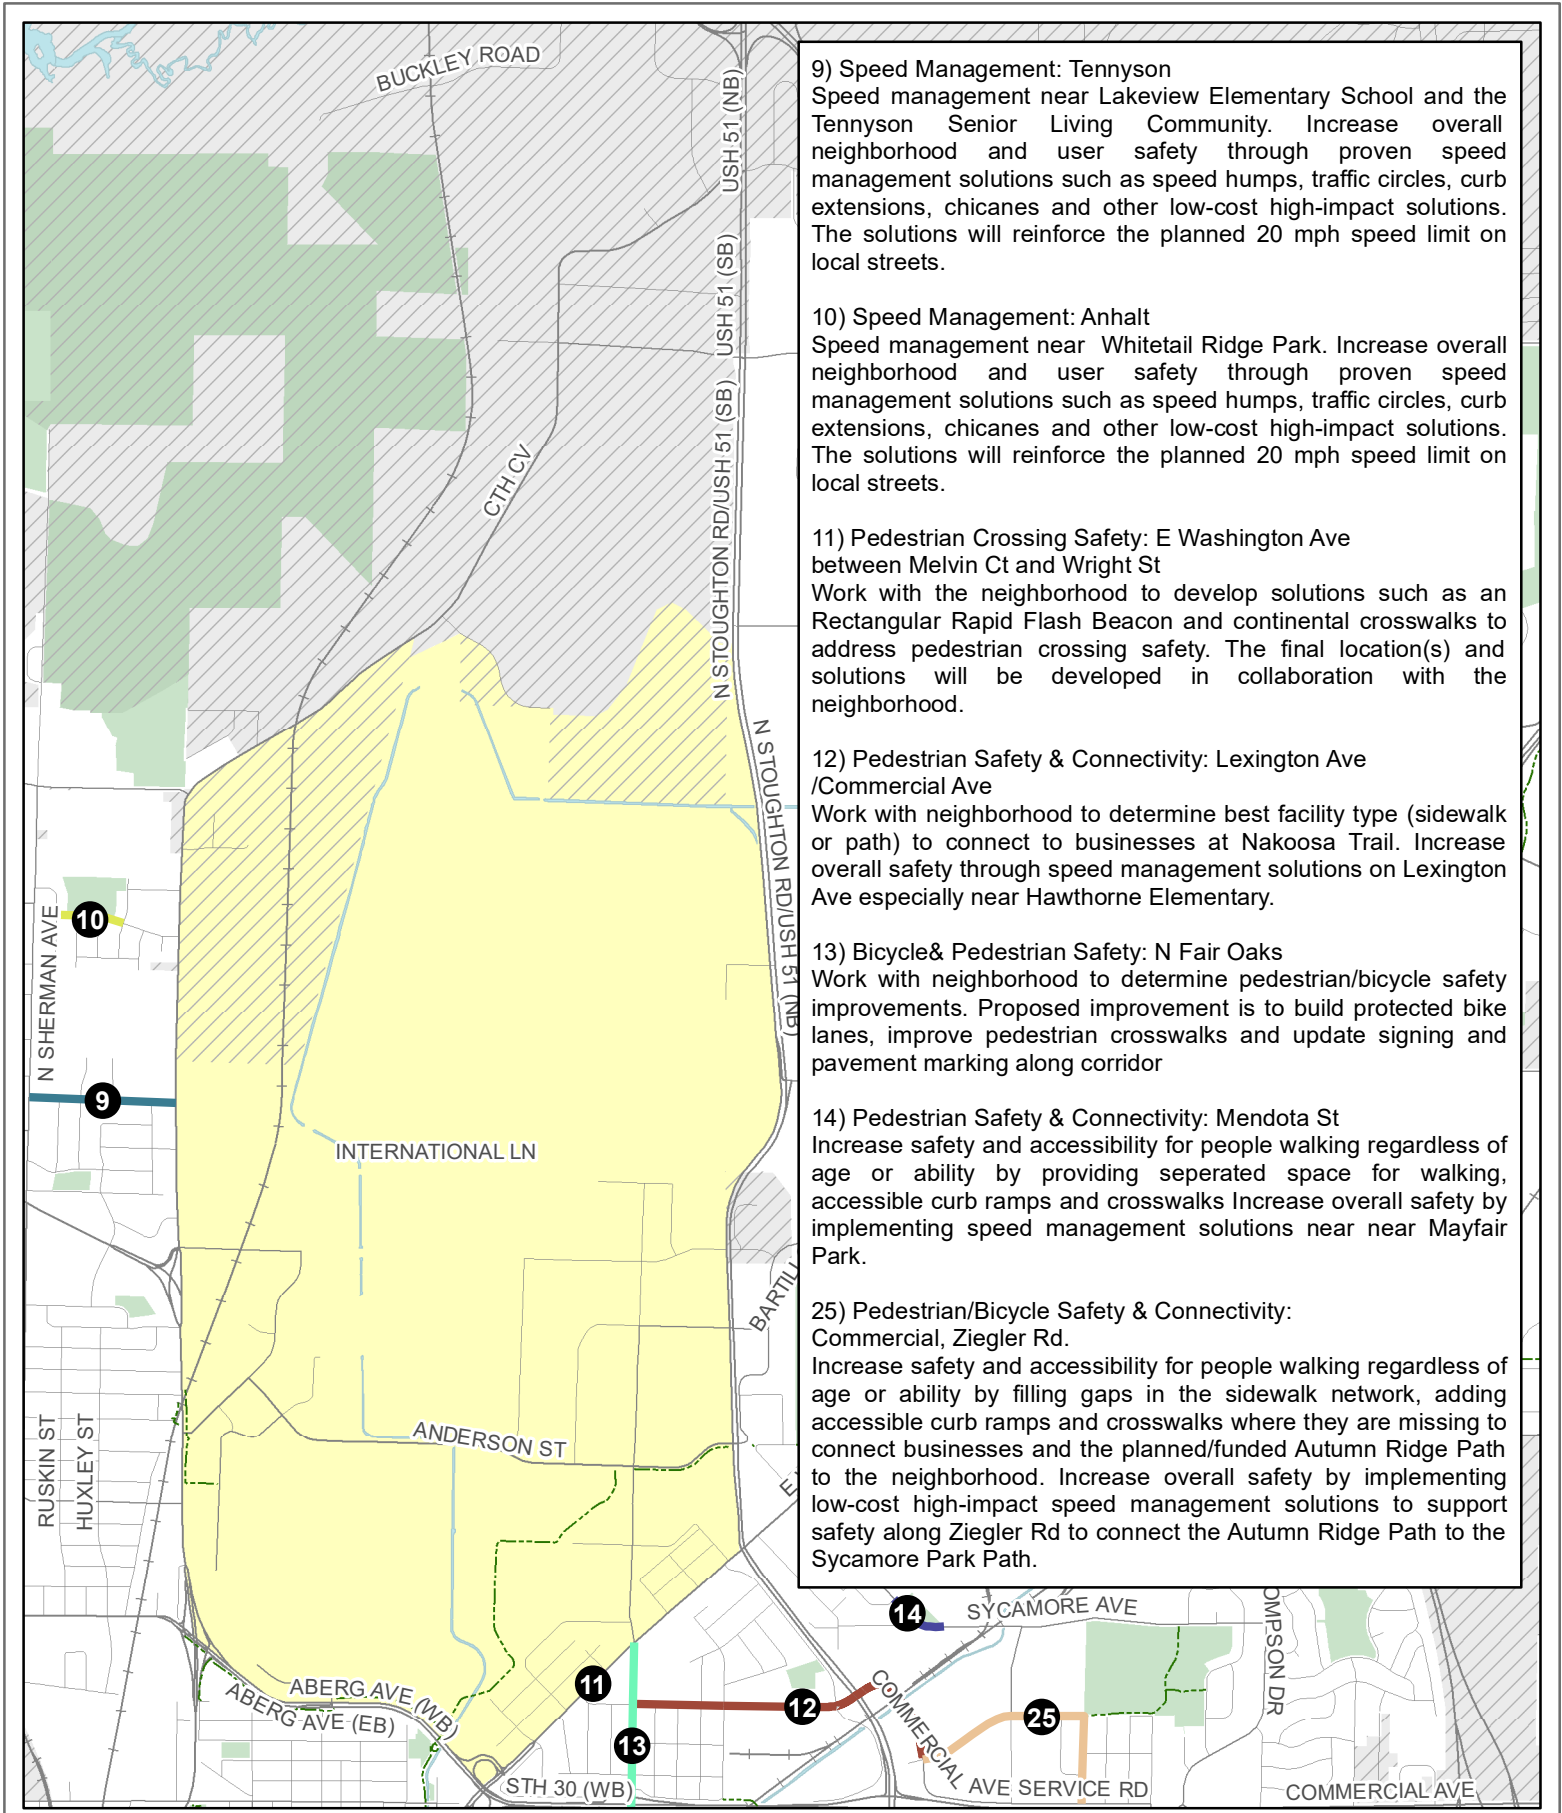 BUCKLEY ROAD
USH 51 (NB)
USH 51 (SB)
N STOUGHTON RD/USH 51 (SB)
CTH CV
N STOUGHTON RD/USH 51 (NB)
N SHERMAN AVE
10
9
INTERNATIONAL LN
BARTILL
RUSKIN ST
HUXLEY ST
ANDERSON ST
E
9) Speed Management: Tennyson
Speed management near Lakeview Elementary School and the
Tennyson Senior Living Community. Increase overall
neighborhood and user safety through proven speed
management solutions such as speed humps, traffic circles, curb
extensions, chicanes and other low-cost high-impact solutions.
The solutions will reinforce the planned 20 mph speed limit on
local streets.
10) Speed Management: Anhalt
Speed management near Whitetail Ridge Park. Increase overall
neighborhood and user safety through proven speed
management solutions such as speed humps, traffic circles, curb
extensions, chicanes and other low-cost high-impact solutions.
The solutions will reinforce the planned 20 mph speed limit on
local streets.
11) Pedestrian Crossing Safety: E Washington Ave
between Melvin Ct and Wright St
Work with the neighborhood to develop solutions such as an
Rectangular Rapid Flash Beacon and continental crosswalks to
address pedestrian crossing safety. The final location(s) and
solutions will be developed in collaboration with the
neighborhood.
12) Pedestrian Safety & Connectivity: Lexington Ave
/Commercial Ave
Work with neighborhood to determine best facility type (sidewalk
or path) to connect to businesses at Nakoosa Trail. Increase
overall safety through speed management solutions on Lexington
Ave especially near Hawthorne Elementary.
13) Bicycle& Pedestrian Safety: N Fair Oaks
Work with neighborhood to determine pedestrian/bicycle safety
improvements. Proposed improvement is to build protected bike
lanes, improve pedestrian crosswalks and update signing and
pavement marking along corridor
14) Pedestrian Safety & Connectivity: Mendota St
Increase safety and accessibility for people walking regardless of
age or ability by providing seperated space for walking,
accessible curb ramps and crosswalks Increase overall safety by
implementing speed management solutions near near Mayfair
Park.
25) Pedestrian/Bicycle Safety & Connectivity:
Commercial, Ziegler Rd.
Increase safety and accessibility for people walking regardless of
age or ability by filling gaps in the sidewalk network, adding
accessible curb ramps and crosswalks where they are missing to
connect businesses and the planned/funded Autumn Ridge Path
to the neighborhood. Increase overall safety by implementing
low-cost high-impact speed management solutions to support
safety along Ziegler Rd to connect the Autumn Ridge Path to the
Sycamore Park Path.
14
SYCAMORE AVE
OMPSON DR
11
12
13
25
ABERG AVE (WB)
ABERG AVE (EB)
COMMERCIAL
STH 30 (WB)
AVE SERVICE RD
COMMERCIAL AVE